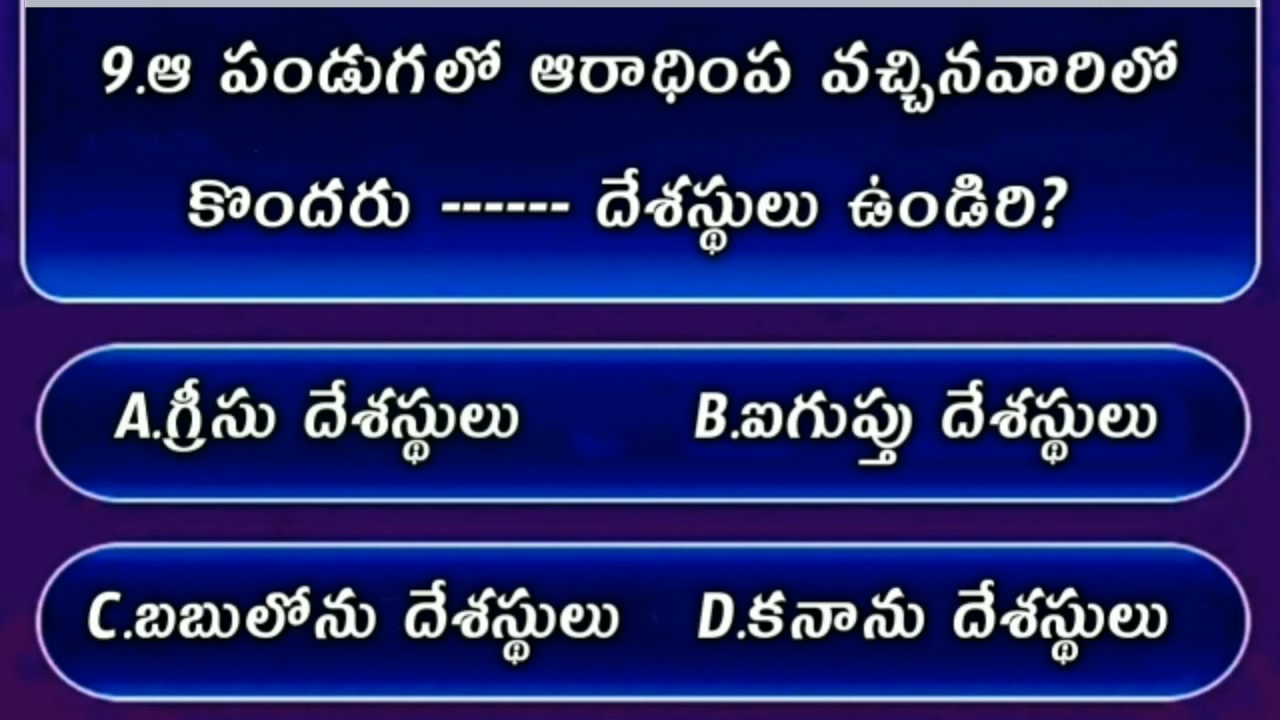 9.ఆ పండుగలో ఆరాధింప వచ్చినవారిలో
కొందరు ------ దేశస్థులు ఉండిరి?
A.గ్రీసు దేశస్థులు B.ఐగుప్తు దేశస్థులు
C.బబులోను దేశస్థులు D.కనాను దేశస్థులు